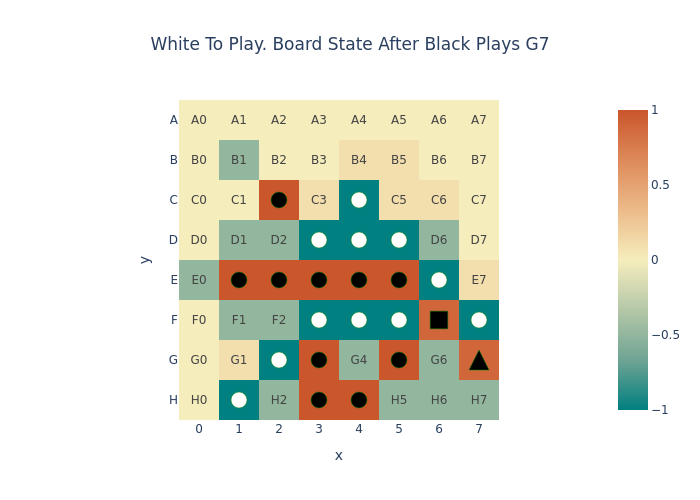 White To Play. Board State After Black Plays G7
A A0 A1 A2 A3 A4 A5 A6 A7
B B0 B1 B2 B3 B4 B5 B6 B7
C C0 C1 C3 C5 C6 C7
D D0 D1 D2 D6 D7
E E0 E7
F F0 F1 F2
G G0 G1 G4 G6
H H0 H2 H5 H6 H7
0 1 2 3 4 5 6 7
x
y
1
0.5
0
−0.5
−1